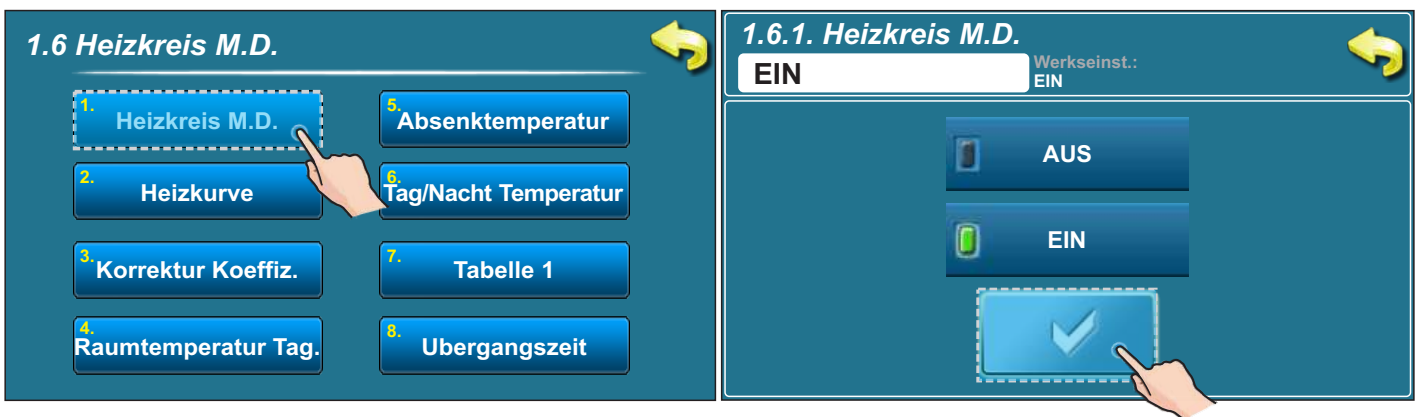 1.6 Heizkreis M.D.
1. Heizkreis M.D.
2. Heizkurve
3. Korrektur Koeffiz.
4. Raumtemperatur Tag.
5. Absenktemperatur
6. Tag/Nacht Temperatur
7. Tabelle 1
8. Ubergangszeit
1.6.1. Heizkreis M.D.
EIN
Werkseinst.:
EIN
AUS
EIN